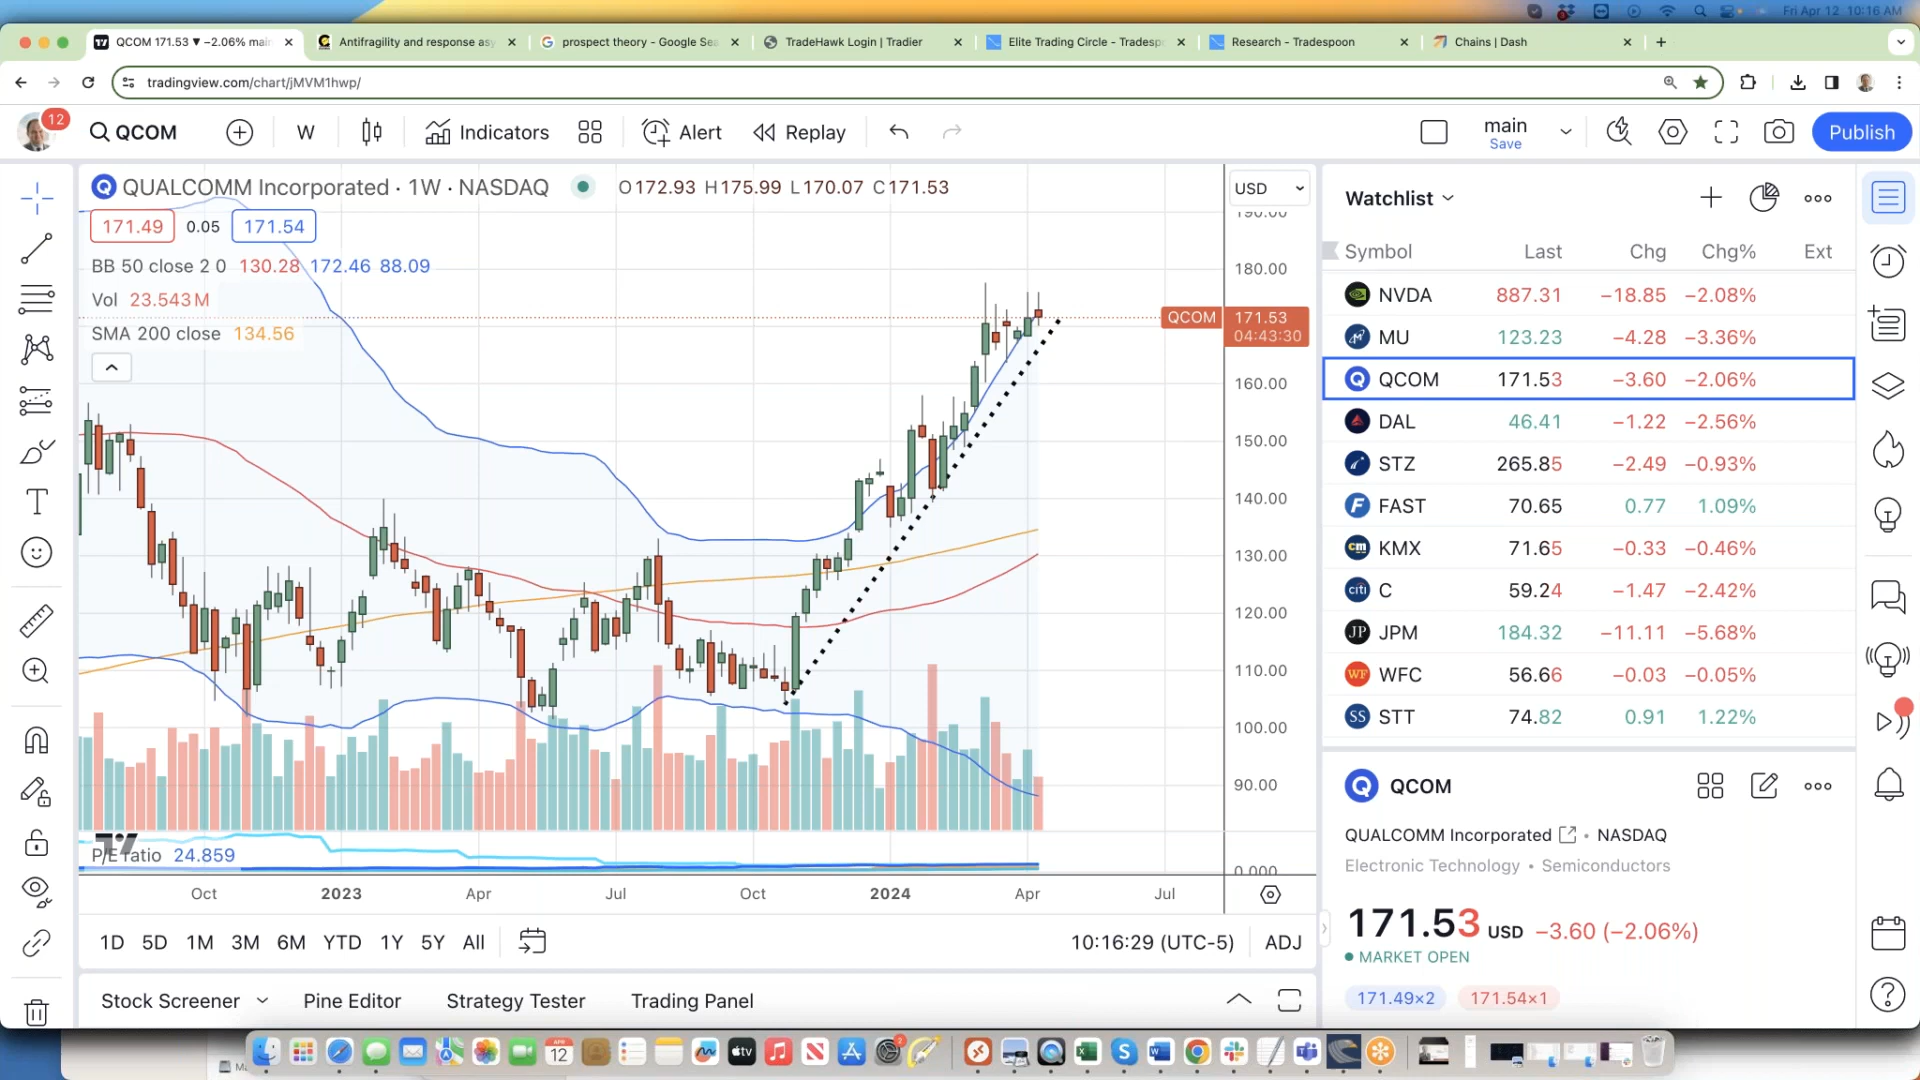 Fri Apr 12 10:16 AM
QCOM 171.53 ▼ −2.06% main
Antifragility and response asy
prospect theory - Google Sea
TradeHawk Login | Tradier
Elite Trading Circle - Tradespo
Research - Tradespoon
Chains | Dash
tradingview.com/chart/jMVM1hwp/
12
QCOM
W
Indicators
Alert
Replay
main
Save
Publish
QUALCOMM Incorporated · 1W · NASDAQ
O172.93 H175.99 L170.07 C171.53
171.49 0.05 171.54
BB 50 close 2 0 130.28 172.46 88.09
Vol 23.543M
SMA 200 close 134.56
USD
190.00
180.00
QCOM 171.53
04:43:30
160.00
150.00
140.00
130.00
120.00
110.00
100.00
90.00
0.000
P/E ratio 24.859
Oct 2023 Apr Jul Oct 2024 Apr Jul
1D 5D 1M 3M 6M YTD 1Y 5Y All
10:16:29 (UTC-5) ADJ
Stock Screener Pine Editor Strategy Tester Trading Panel
Watchlist
Symbol Last Chg Chg% Ext
NVDA 887.31 −18.85 −2.08%
MU 123.23 −4.28 −3.36%
QCOM 171.53 −3.60 −2.06%
DAL 46.41 −1.22 −2.56%
STZ 265.85 −2.49 −0.93%
FAST 70.65 0.77 1.09%
KMX 71.65 −0.33 −0.46%
C 59.24 −1.47 −2.42%
JPM 184.32 −11.11 −5.68%
WFC 56.66 −0.03 −0.05%
STT 74.82 0.91 1.22%
QCOM
QUALCOMM Incorporated • NASDAQ
Electronic Technology • Semiconductors
171.53 USD −3.60 (−2.06%)
MARKET OPEN
171.49×2 171.54×1